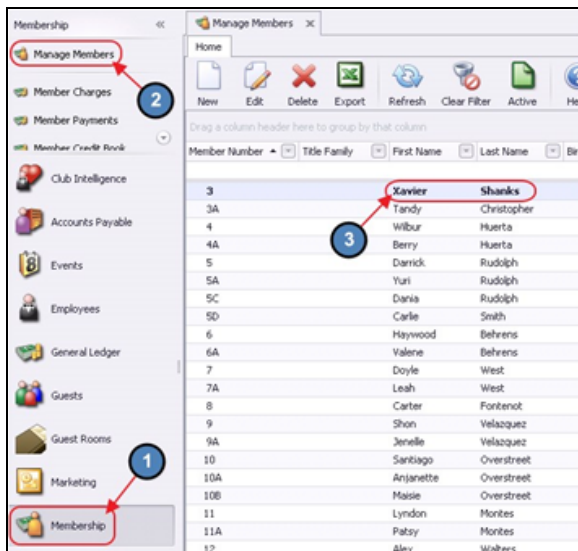 Membership «
Manage Members
2
Member Charges
Member Payments
Member Credit Book
Club Intelligence
Accounts Payable
8
Events
Employees
General Ledger
Guests
Guest Rooms
Marketing
1
Membership
Manage Members x
Home
New Edit Delete Export Refresh Clear Filter Active He
Drag a column header here to group by that column
Member Number Title Family First Name Last Name Bir
3 Xavier Shanks
3A Tandy Christopher
3
4 Wilbur Huerta
4A Berry Huerta
5 Darrick Rudolph
5A Yuri Rudolph
5C Dania Rudolph
5D Carlie Smith
6 Haywood Behrens
6A Valene Behrens
7 Doyle West
7A Leah West
8 Carter Fontenot
9 Shon Velazquez
9A Jenelle Velazquez
10 Santiago Overstreet
10A Anjanette Overstreet
10B Maisie Overstreet
11 Lyndon Montes
11A Patsy Montes
12 Alex Walters